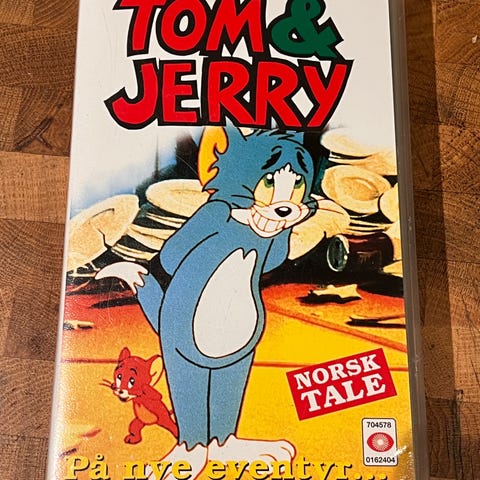 TOM &
JERRY
NORSK
TALE
704578
0162404
På nye eventyr...